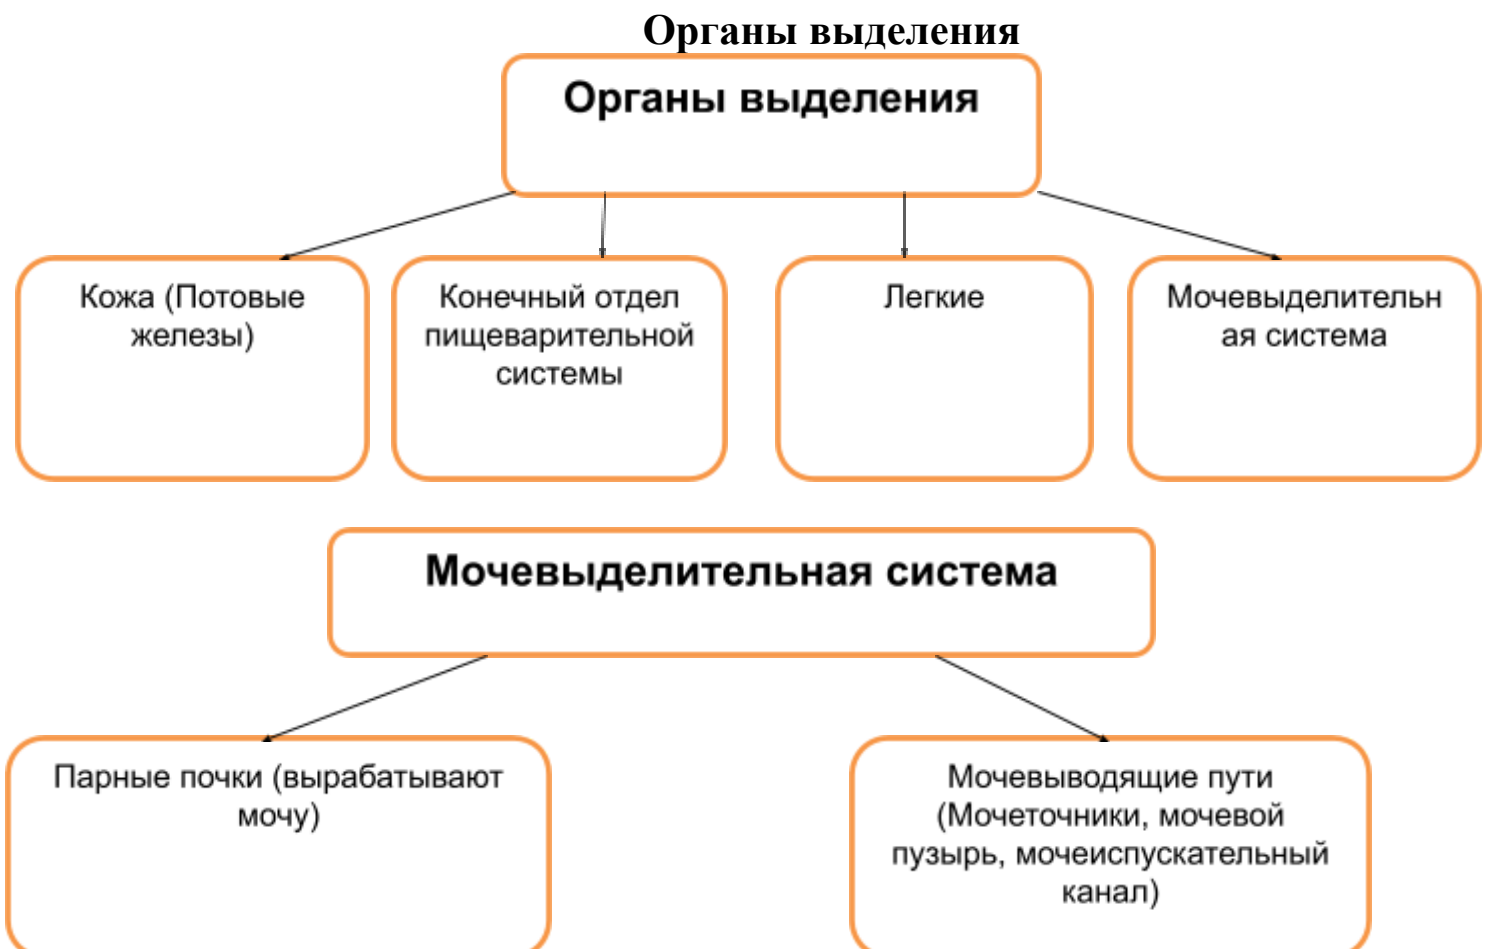 Органы выделения
Органы выделения
Кожа (Потовые
железы)
Конечный отдел
пищеварительной
системы
Легкие
Мочевыделительн
ая система
Мочевыделительная система
Парные почки (вырабатывают
мочу)
Мочевыводящие пути
(Мочеточники, мочевой
пузырь, мочеиспускательный
канал)